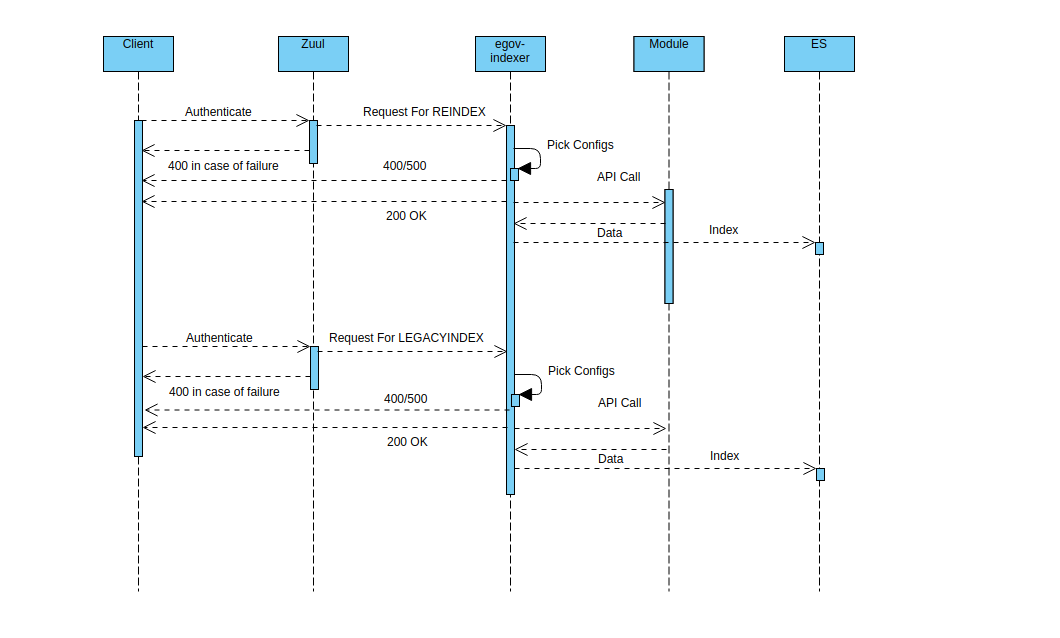 Client
Zuul
egov-
indexer
Module
ES
Authenticate
Request For REINDEX
Pick Configs
400 in case of failure
400/500
API Call
200 OK
Data
Index
Authenticate
Request For LEGACYINDEX
Pick Configs
400 in case of failure
400/500
API Call
200 OK
Data
Index